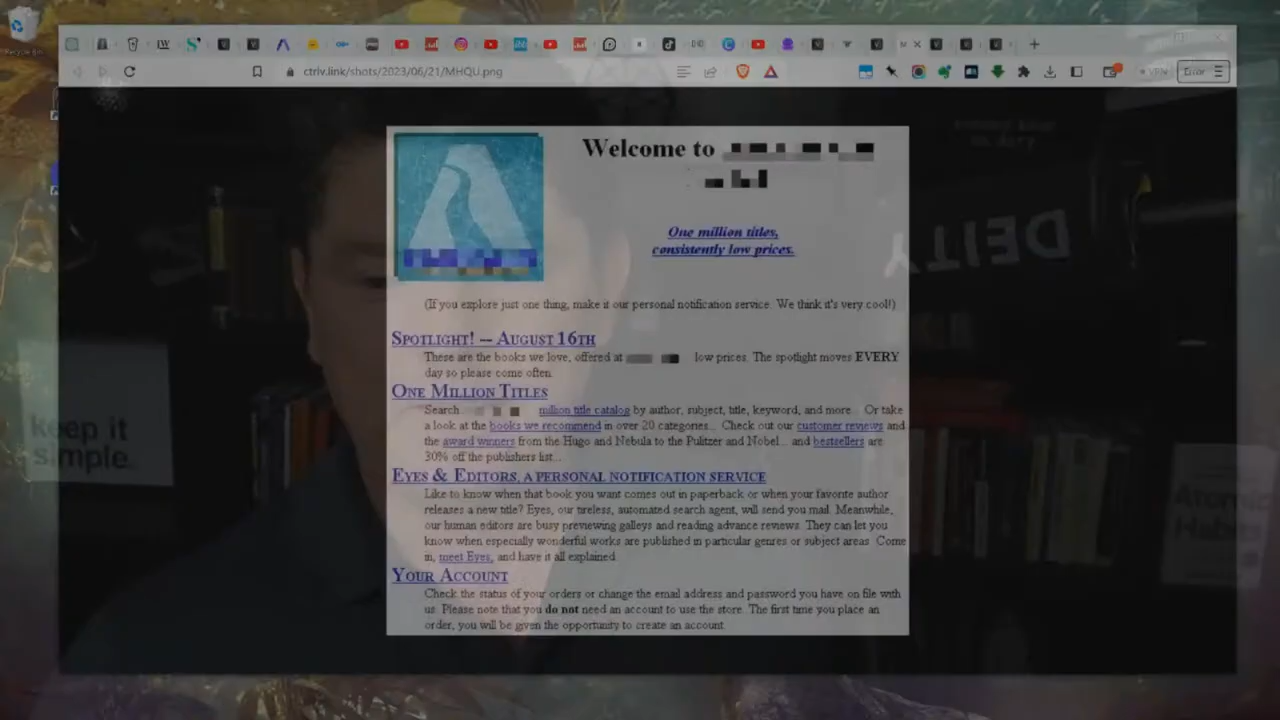 Recycle Bin
ctriv.link/shots/2023/06/21/MHQU.png
VPN
Error
Welcome to
One million titles,
consistently low prices.
(If you explore just one thing, make it our personal notification service. We think it's very cool!)
SPOTLIGHT! -- AUGUST 16TH
These are the books we love, offered at low prices. The spotlight moves EVERY
day so please come often.
ONE MILLION TITLES
Search million title catalog by author, subject, title, keyword, and more... Or take
a look at the books we recommend in over 20 categories... Check out our customer reviews and
the award winners from the Hugo and Nebula to the Pulitzer and Nobel... and bestsellers are
30% off the publishers list...
EYES & EDITORS, A PERSONAL NOTIFICATION SERVICE
Like to know when that book you want comes out in paperback or when your favorite author
releases a new title? Eyes, our tireless, automated search agent, will send you mail. Meanwhile,
our human editors are busy previewing galleys and reading advance reviews. They can let you
know when especially wonderful works are published in particular genres or subject areas. Come
in, meet Eyes, and have it all explained.
YOUR ACCOUNT
Check the status of your orders or change the email address and password you have on file with
us. Please note that you do not need an account to use the store. The first time you place an
order, you will be given the opportunity to create an account.
keep it
simple.
DEITY
Atomic
Habits